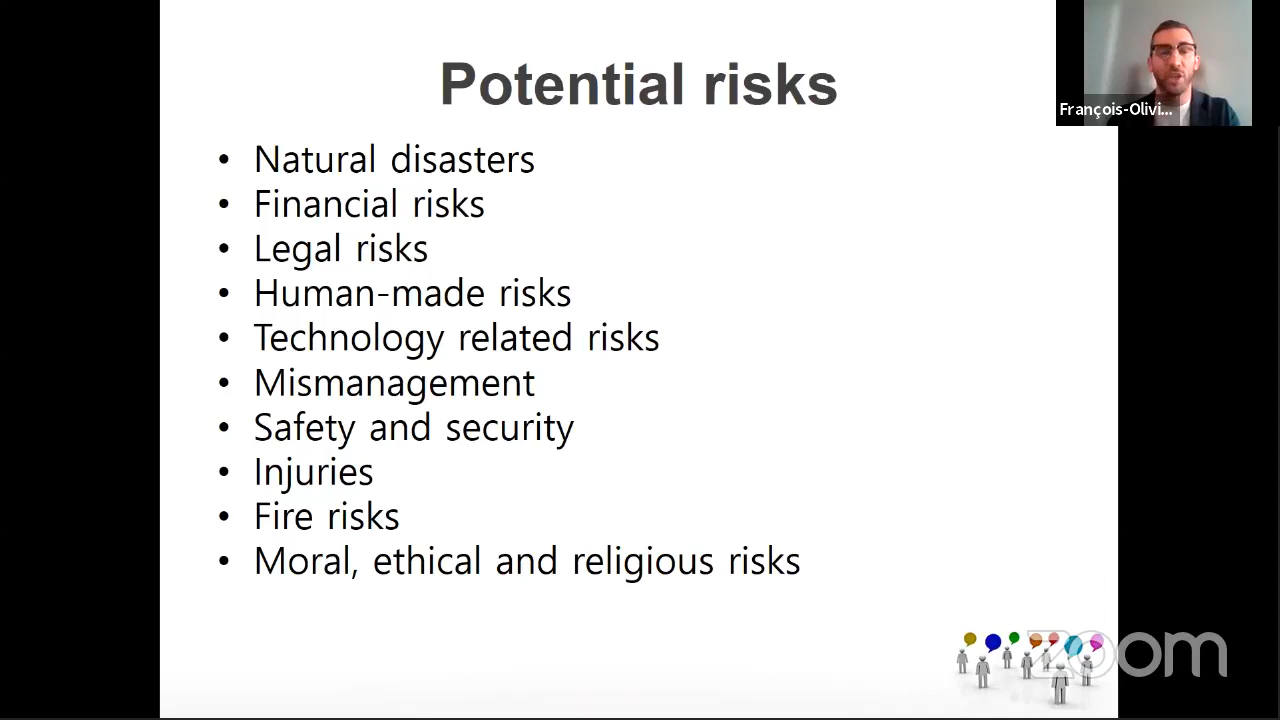 Potential risks
François-Olivi...
• Natural disasters
• Financial risks
• Legal risks
• Human-made risks
• Technology related risks
• Mismanagement
• Safety and security
• Injuries
• Fire risks
• Moral, ethical and religious risks
zoom